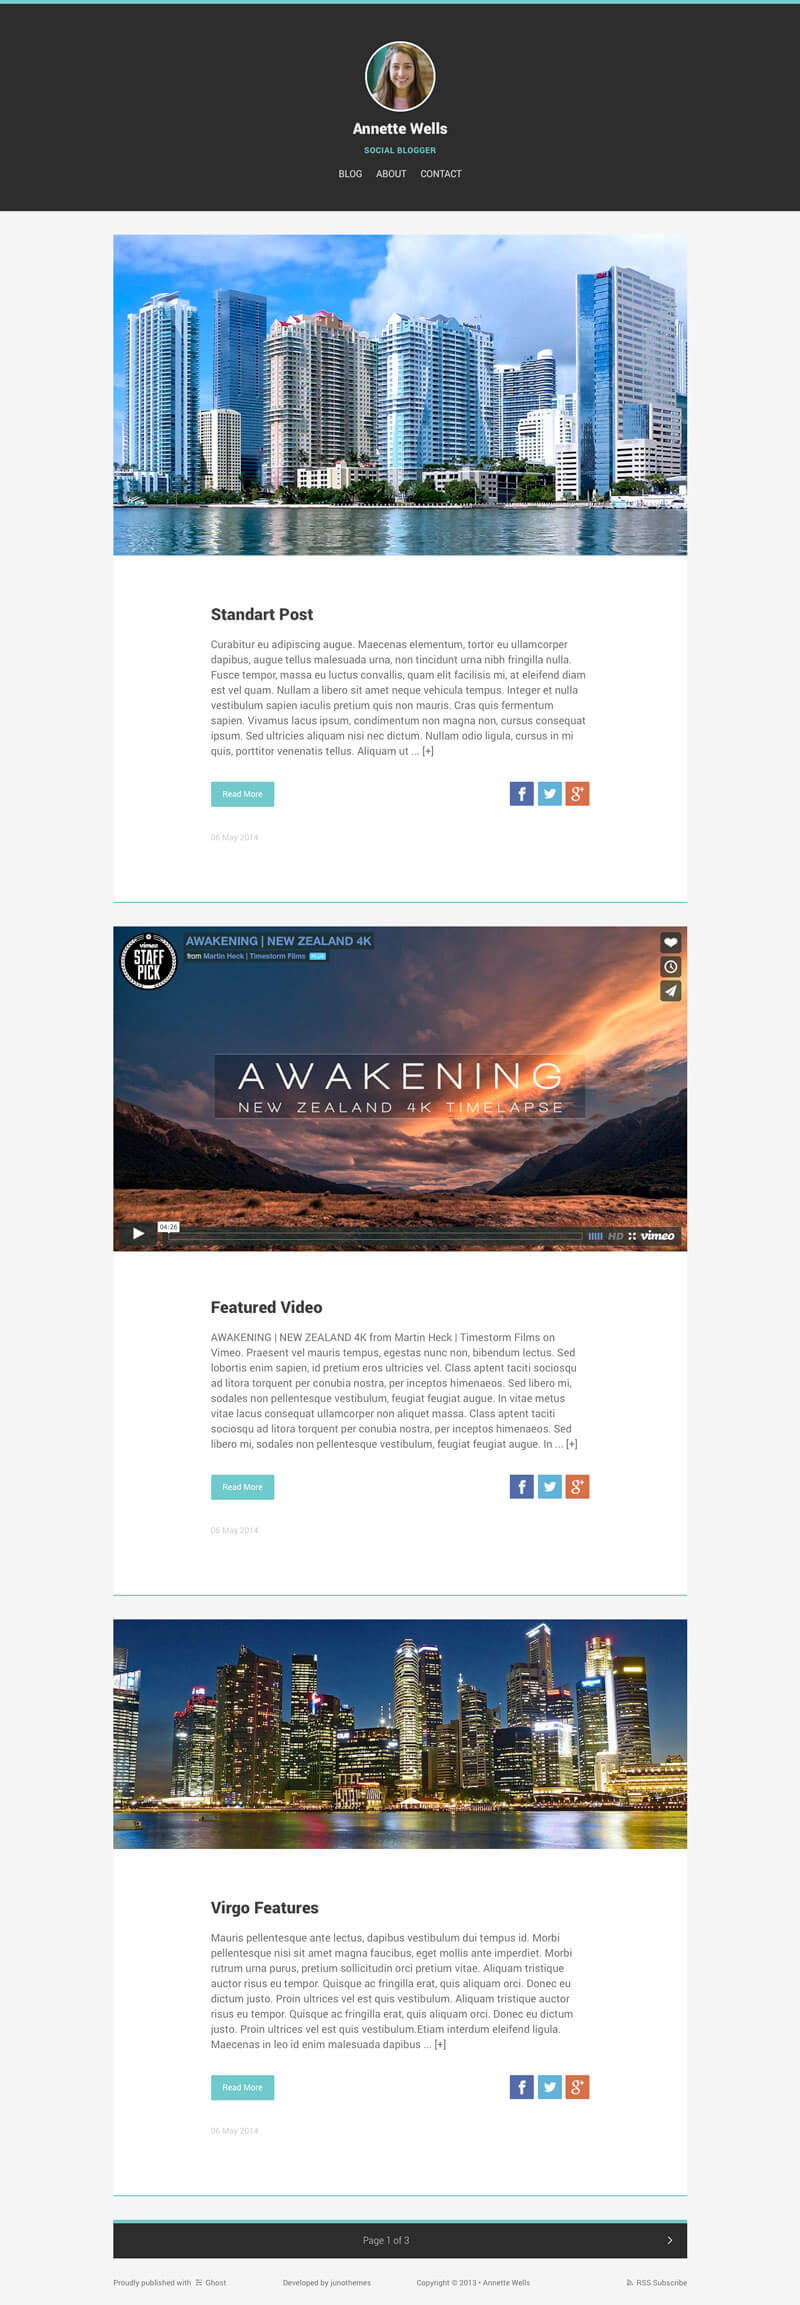 Annette Wells
SOCIAL BLOGGER
BLOG ABOUT CONTACT
Standart Post
Curabitur eu adipiscing augue. Maecenas elementum, tortor eu ullamcorper
dapibus, augue tellus malesuada urna, non tincidunt urna nibh fringilla nulla.
Fusce tempor, massa eu luctus convallis, quam elit facilisis mi, at eleifend diam
est vel quam. Nullam a libero sit amet neque vehicula tempus. Integer et nulla
vestibulum sapien iaculis pretium quis non mauris. Cras quis fermentum
sapien. Vivamus lacus ipsum, condimentum non magna non, cursus consequat
ipsum. Sed ultricies aliquam nisi nec dictum. Nullam odio ligula, cursus in mi
quis, porttitor venenatis tellus. Aliquam ut ... [+]
Read More
06 May 2014
vimeo
STAFF
PICK
AWAKENING | NEW ZEALAND 4K
from Martin Heck | Timestorm Films PLUS
AWAKENING
NEW ZEALAND 4K TIMELAPSE
04:26
HD vimeo
Featured Video
AWAKENING | NEW ZEALAND 4K from Martin Heck | Timestorm Films on
Vimeo. Praesent vel mauris tempus, egestas nunc non, bibendum lectus. Sed
lobortis enim sapien, id pretium eros ultricies vel. Class aptent taciti sociosqu
ad litora torquent per conubia nostra, per inceptos himenaeos. Sed libero mi,
sodales non pellentesque vestibulum, feugiat feugiat augue. In vitae metus
vitae lacus consequat ullamcorper non aliquet massa. Class aptent taciti
sociosqu ad litora torquent per conubia nostra, per inceptos himenaeos. Sed
libero mi, sodales non pellentesque vestibulum, feugiat feugiat augue. In ... [+]
Read More
06 May 2014
Virgo Features
Mauris pellentesque ante lectus, dapibus vestibulum dui tempus id. Morbi
pellentesque nisi sit amet magna faucibus, eget mollis ante imperdiet. Morbi
rutrum urna purus, pretium sollicitudin orci pretium vitae. Aliquam tristique
auctor risus eu tempor. Quisque ac fringilla erat, quis aliquam orci. Donec eu
dictum justo. Proin ultrices vel est quis vestibulum. Aliquam tristique auctor
risus eu tempor. Quisque ac fringilla erat, quis aliquam orci. Donec eu dictum
justo. Proin ultrices vel est quis vestibulum.Etiam interdum eleifend ligula.
Maecenas in leo id enim malesuada dapibus ... [+]
Read More
06 May 2014
Page 1 of 3
Proudly published with Ghost Developed by junothemes Copyright © 2013 • Annette Wells RSS Subscribe